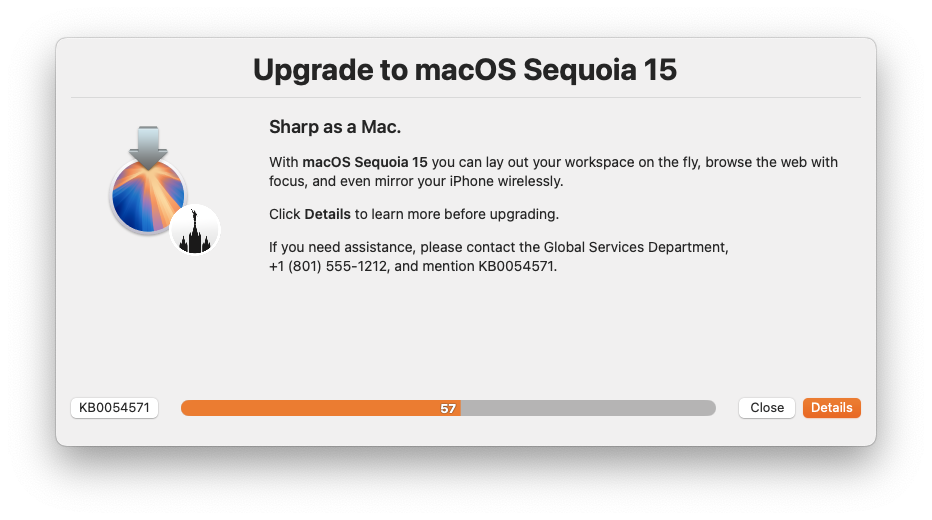 Upgrade to macOS Sequoia 15
Sharp as a Mac.
With macOS Sequoia 15 you can lay out your workspace on the fly, browse the web with
focus, and even mirror your iPhone wirelessly.
Click Details to learn more before upgrading.
If you need assistance, please contact the Global Services Department,
+1 (801) 555-1212, and mention KB0054571.
KB0054571
57
Close
Details